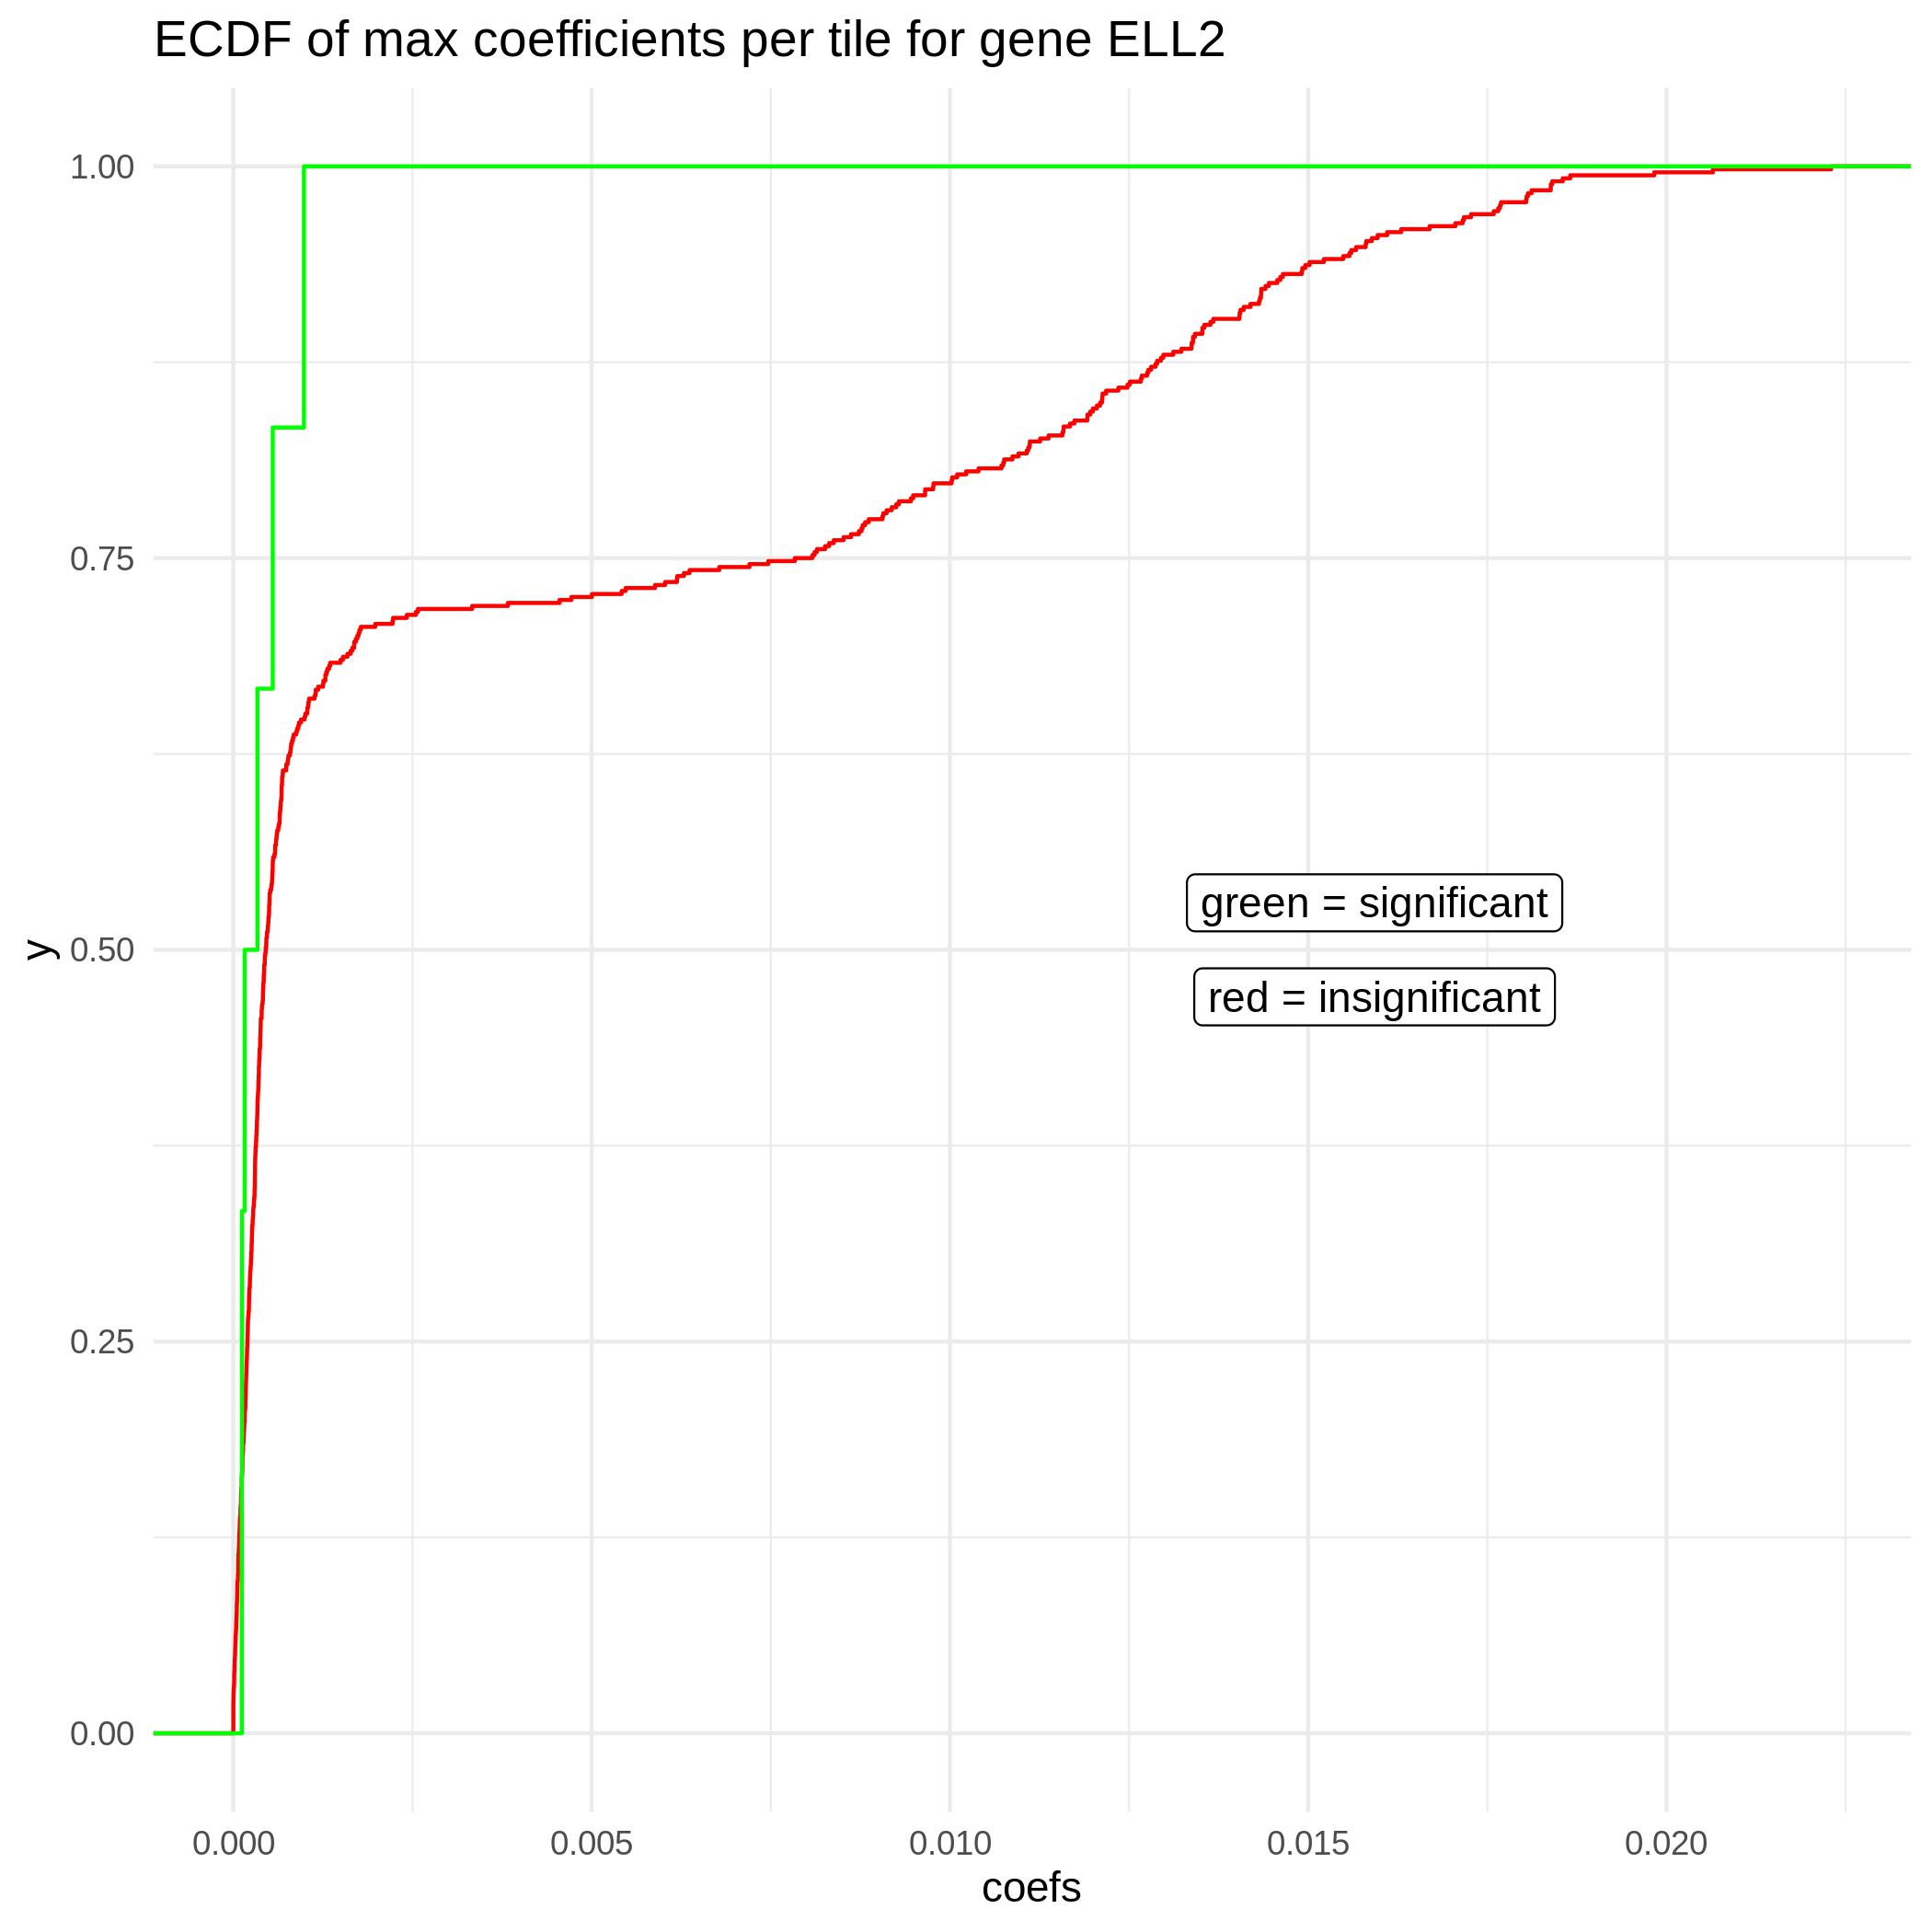 ECDF of max coefficients per tile for gene ELL2
1.00
0.75
0.50
0.25
0.00
y
green = significant
red = insignificant
0.000
0.005
0.010
0.015
0.020
coefs